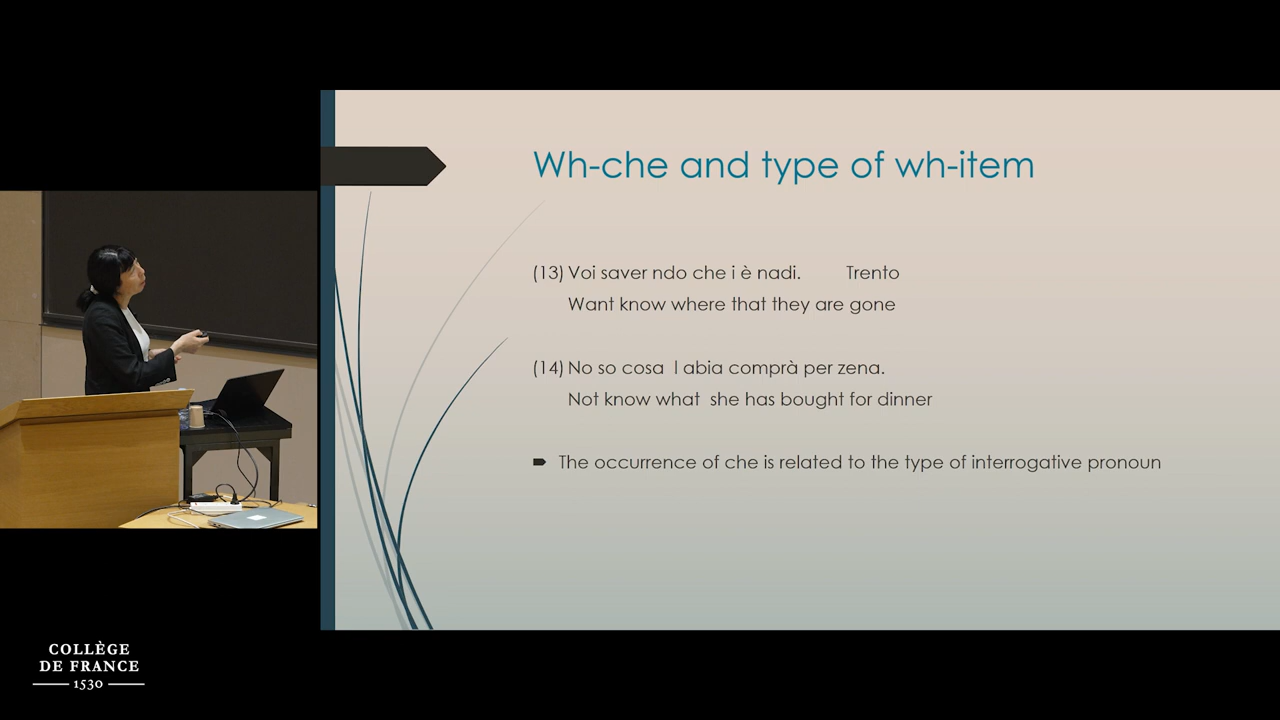 Wh-che and type of wh-item
(13) Voi saver ndo che i è nadi. Trento
Want know where that they are gone
(14) No so cosa l abia comprà per zena.
Not know what she has bought for dinner
The occurrence of che is related to the type of interrogative pronoun
COLLÈGE
DE FRANCE
1530